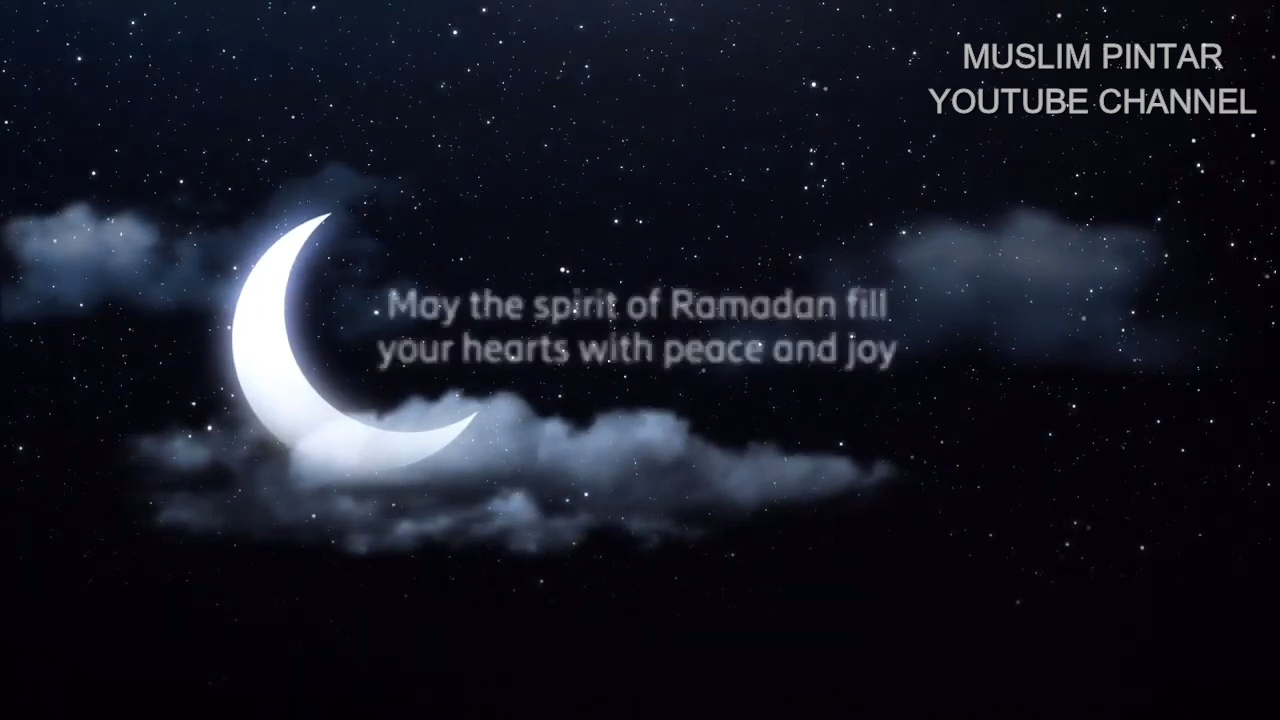 MUSLIM PINTAR
YOUTUBE CHANNEL
May the spirit of Ramadan fill
your hearts with peace and joy